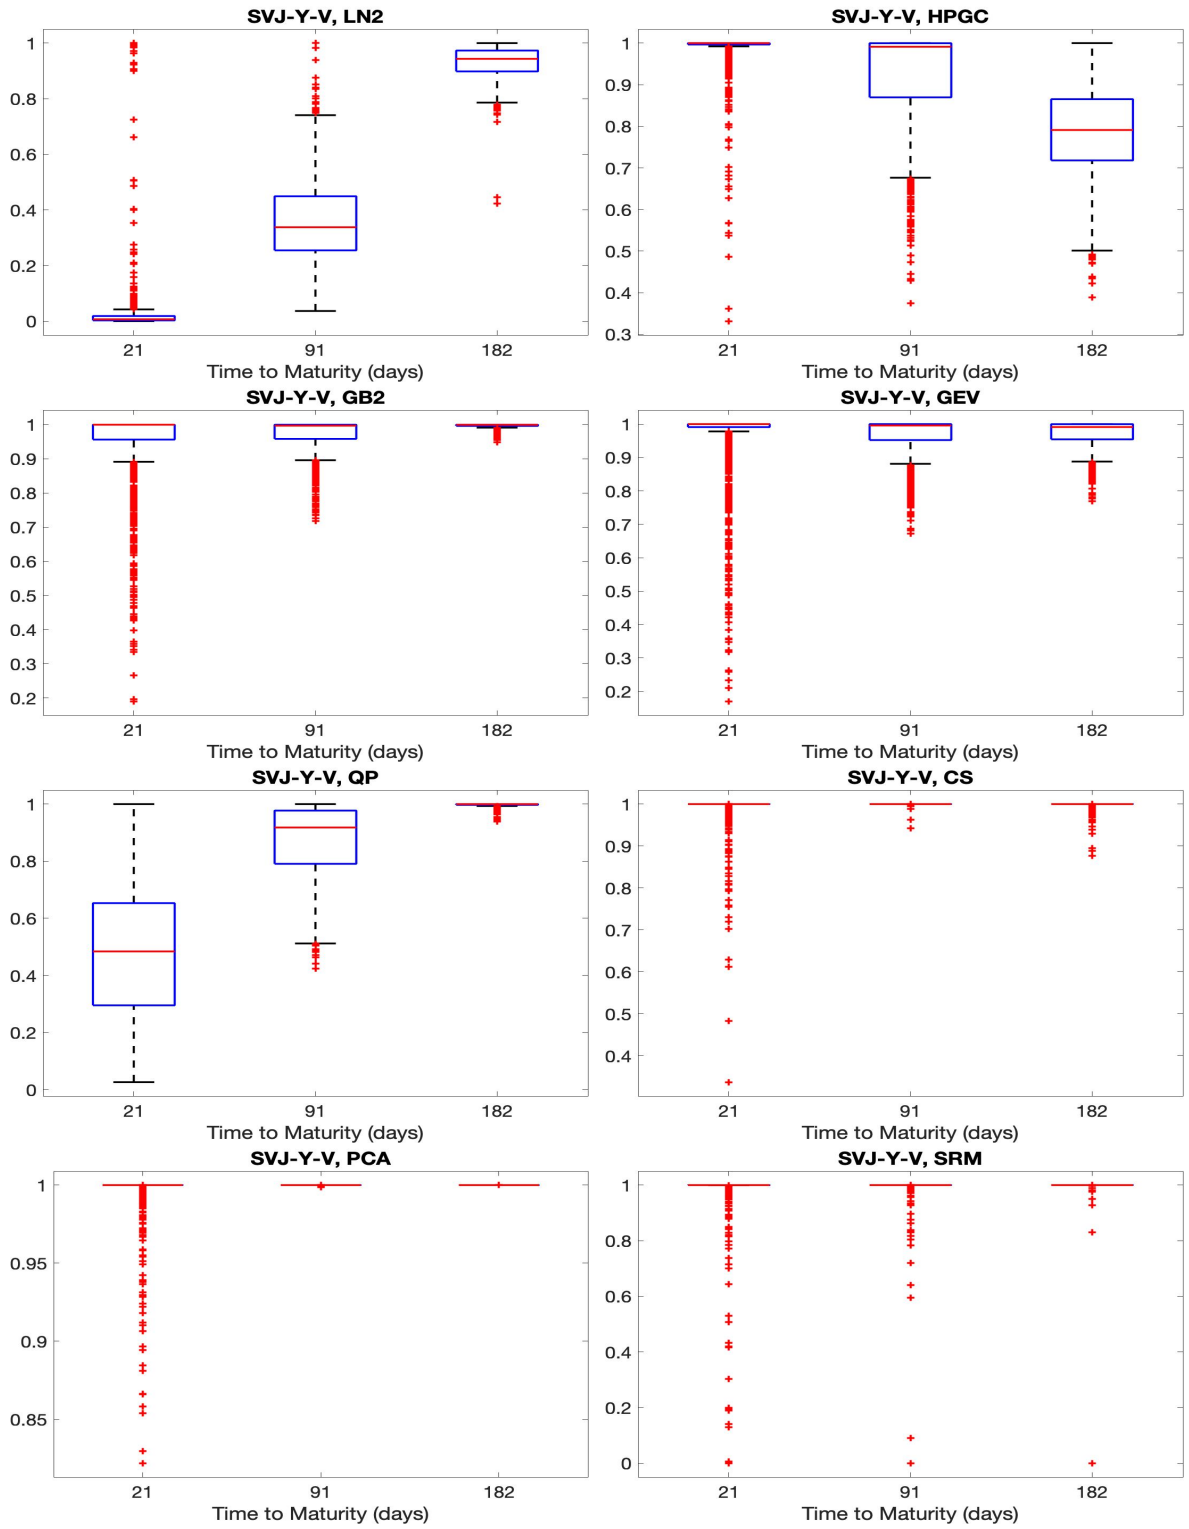 SVJ-Y-V, LN2
1
0.8
0.6
0.4
0.2
0
21 91 182
Time to Maturity (days)
SVJ-Y-V, HPGC
1
0.9
0.8
0.7
0.6
0.5
0.4
0.3
21 91 182
Time to Maturity (days)
SVJ-Y-V, GB2
1
0.9
0.8
0.7
0.6
0.5
0.4
0.3
0.2
21 91 182
Time to Maturity (days)
SVJ-Y-V, GEV
1
0.9
0.8
0.7
0.6
0.5
0.4
0.3
0.2
21 91 182
Time to Maturity (days)
SVJ-Y-V, QP
1
0.8
0.6
0.4
0.2
0
21 91 182
Time to Maturity (days)
SVJ-Y-V, CS
1
0.9
0.8
0.7
0.6
0.5
0.4
21 91 182
Time to Maturity (days)
SVJ-Y-V, PCA
1
0.95
0.9
0.85
21 91 182
Time to Maturity (days)
SVJ-Y-V, SRM
1
0.8
0.6
0.4
0.2
0
21 91 182
Time to Maturity (days)